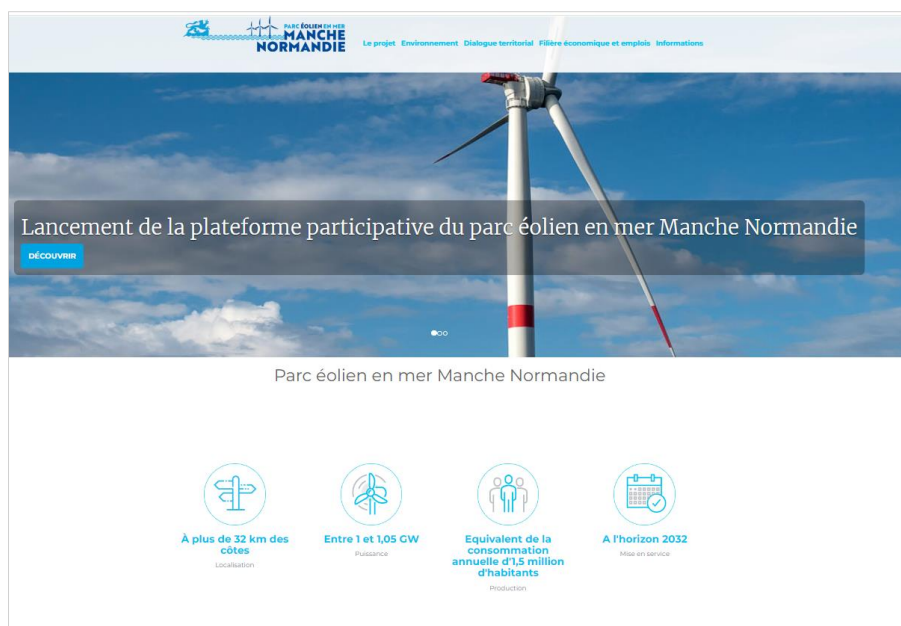 PARC ÉOLIEN EN MER
MANCHE
NORMANDIE
Le projet Environnement Dialogue territorial Filière économique et emplois Informations
Lancement de la plateforme participative du parc éolien en mer Manche Normandie
DÉCOUVRIR
Parc éolien en mer Manche Normandie
À plus de 32 km des
côtes
Localisation
Entre 1 et 1,05 GW
Puissance
Equivalent de la
consommation
annuelle d'1,5 million
d'habitants
Production
A l'horizon 2032
Mise en service